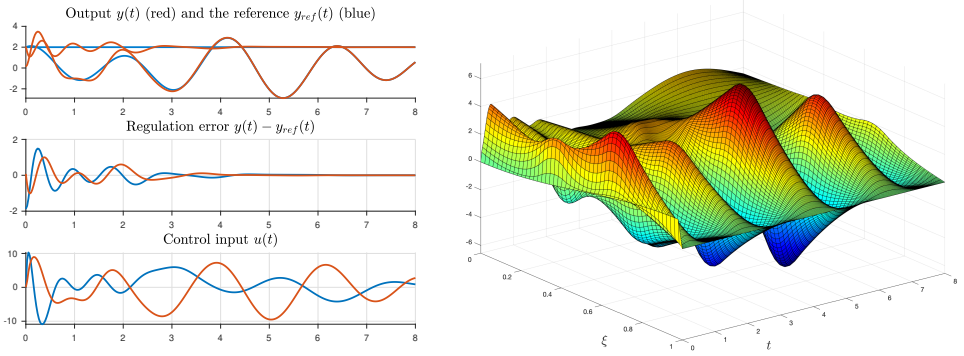 Output y(t) (red) and the reference y_ref(t) (blue)
4
2
0
-2
0 1 2 3 4 5 6 7 8
Regulation error y(t) − y_ref(t)
2
0
-2
0 1 2 3 4 5 6 7 8
Control input u(t)
10
0
-10
0 1 2 3 4 5 6 7 8
6
4
2
0
-2
-4
-6
0
0.2
0.4
0.6
0.8
1
ξ
0 1 2 3 4 5 6 7 8
t